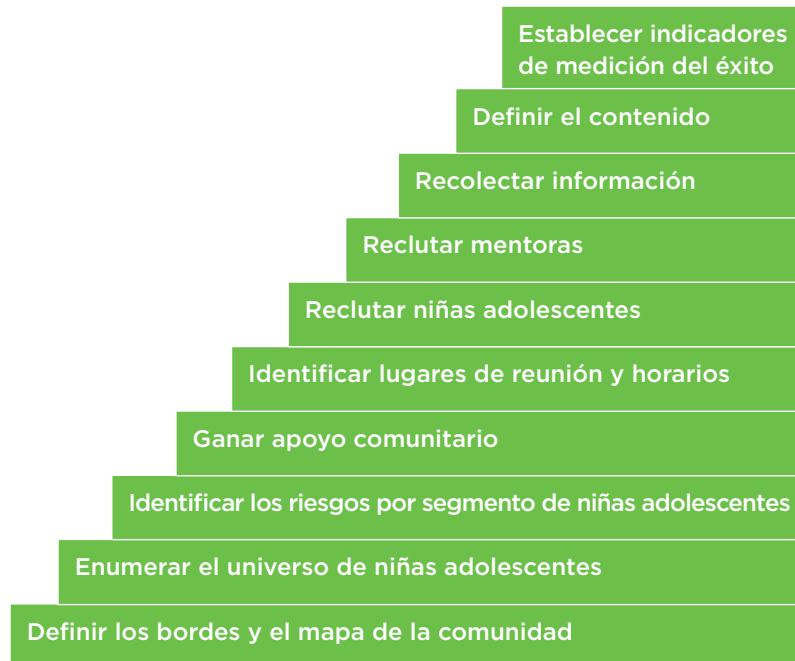 Establecer indicadores
de medición del éxito
Definir el contenido
Recolectar información
Reclutar mentoras
Reclutar niñas adolescentes
Identificar lugares de reunión y horarios
Ganar apoyo comunitario
Identificar los riesgos por segmento de niñas adolescentes
Enumerar el universo de niñas adolescentes
Definir los bordes y el mapa de la comunidad